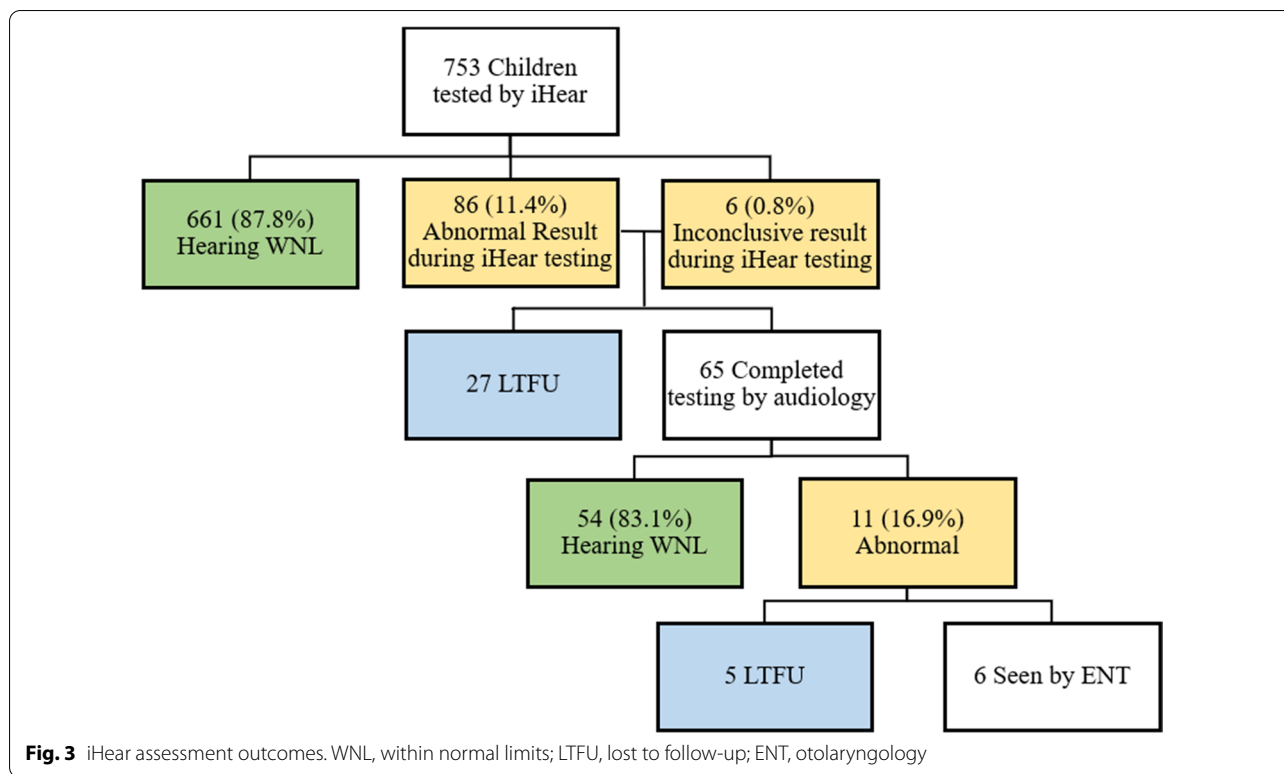 753 Children
tested by iHear
661 (87.8%)
Hearing WNL
86 (11.4%)
Abnormal Result
during iHear testing
6 (0.8%)
Inconclusive result
during iHear testing
27 LTFU
65 Completed
testing by audiology
54 (83.1%)
Hearing WNL
11 (16.9%)
Abnormal
5 LTFU
6 Seen by ENT
Fig. 3 iHear assessment outcomes. WNL, within normal limits; LTFU, lost to follow-up; ENT, otolaryngology